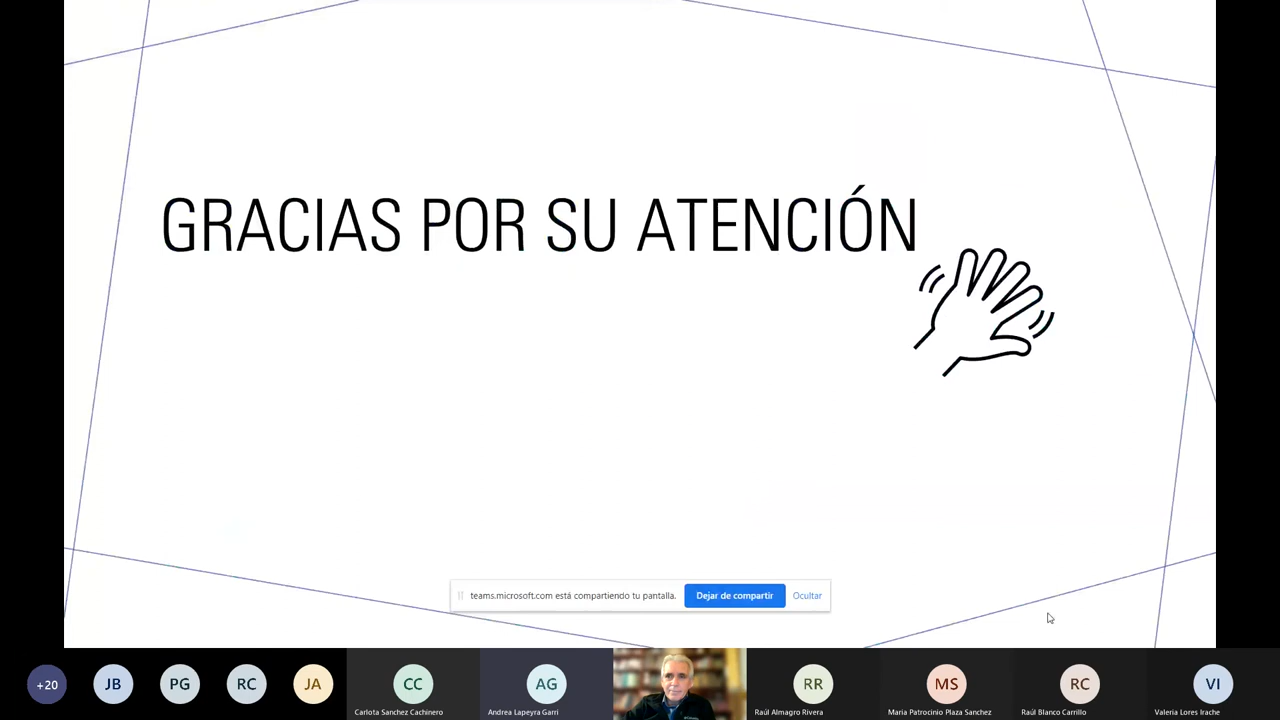 GRACIAS POR SU ATENCIÓN
teams.microsoft.com está compartiendo tu pantalla.
Dejar de compartir
Ocultar
+20
JB
PG
RC
JA
CC
AG
RR
MS
RC
VI
Carlota Sanchez Cachinero
Andrea Lapeyra Garri
Raúl Almagro Rivera
Maria Patrocinio Plaza Sanchez
Raúl Blanco Carrillo
Valeria Lores Irache